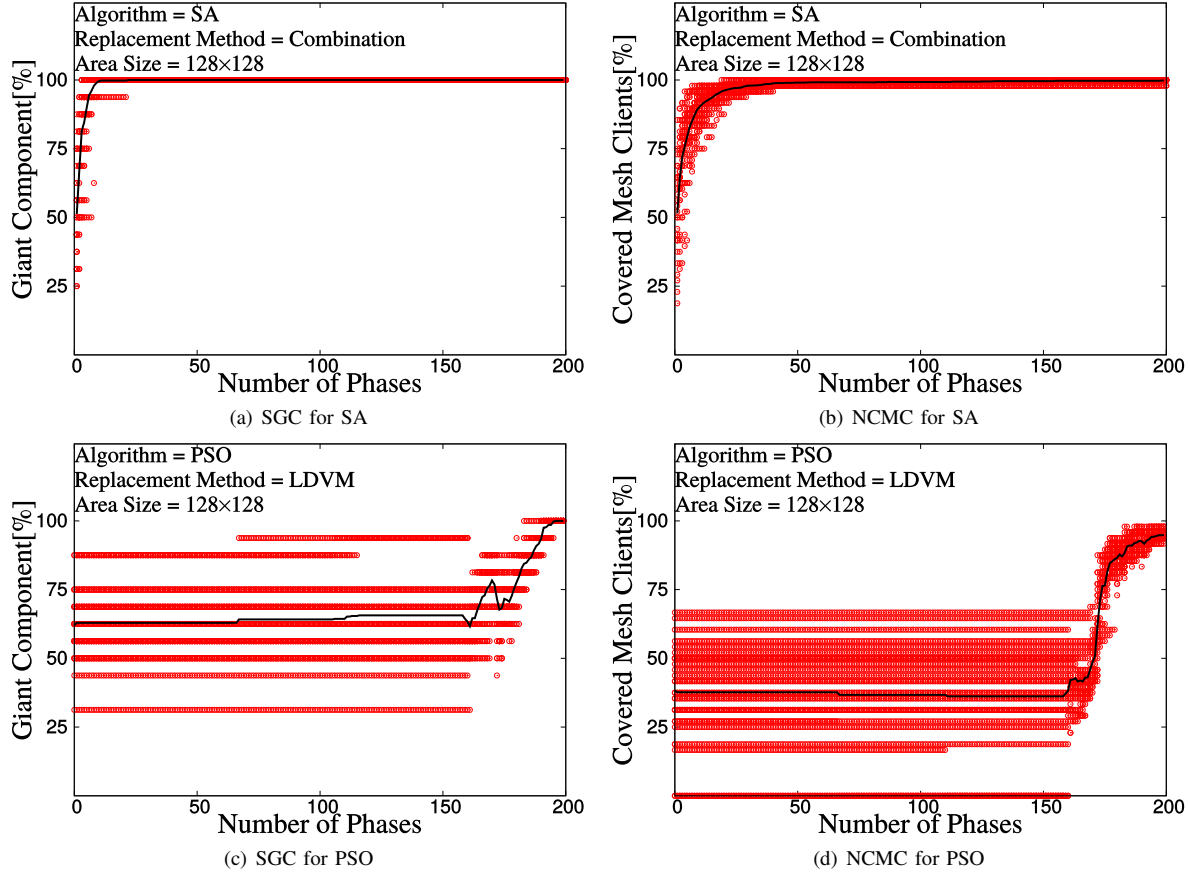 Algorithm = SA
Replacement Method = Combination
Area Size = 128×128
Giant Component[%]
100
75
50
25
0 50 100 150 200
Number of Phases
(a) SGC for SA
Algorithm = SA
Replacement Method = Combination
Area Size = 128×128
Covered Mesh Clients[%]
100
75
50
25
0 50 100 150 200
Number of Phases
(b) NCMC for SA
Algorithm = PSO
Replacement Method = LDVM
Area Size = 128×128
Giant Component[%]
100
75
50
25
0 50 100 150 200
Number of Phases
(c) SGC for PSO
Algorithm = PSO
Replacement Method = LDVM
Area Size = 128×128
Covered Mesh Clients[%]
100
75
50
25
0 50 100 150 200
Number of Phases
(d) NCMC for PSO